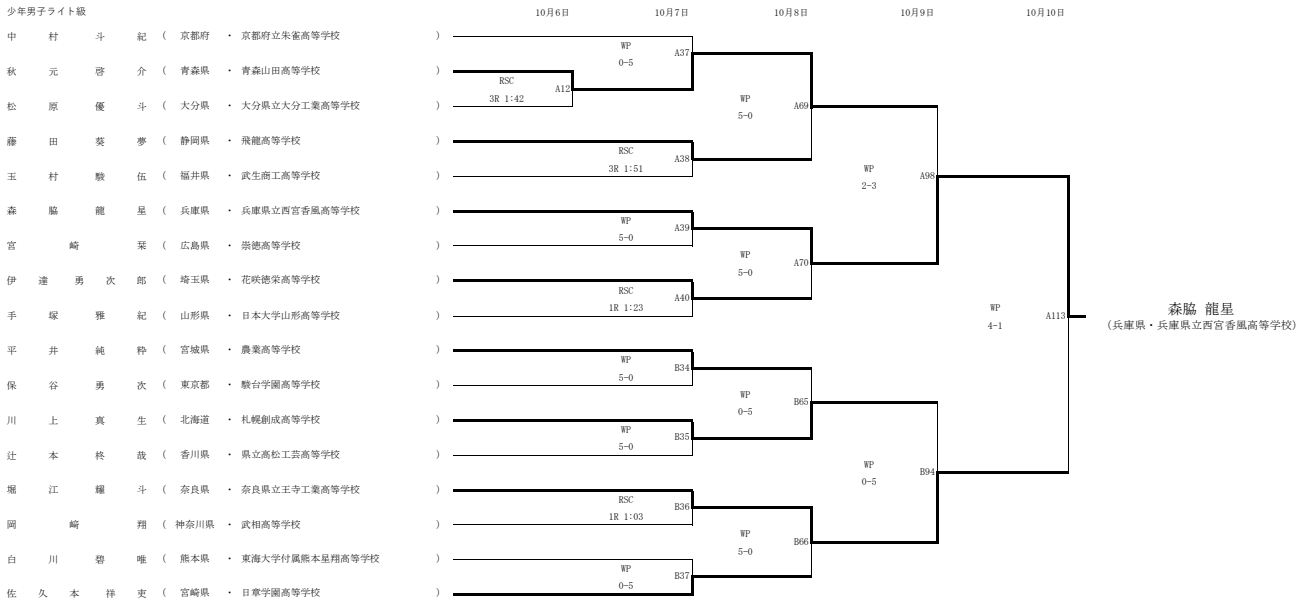 少年男子ライト級 10月6日 10月7日 10月8日 10月9日 10月10日
中村斗紀 ( 京都府 ・ 京都府立朱雀高等学校 )
WP
0-5
A37
秋元啓介 ( 青森県 ・ 青森山田高等学校 )
RSC
3R 1:42
A12
松原優斗 ( 大分県 ・ 大分県立大分工業高等学校 )
WP
5-0
A69
藤田葵夢 ( 静岡県 ・ 飛龍高等学校 )
RSC
3R 1:51
A38
玉村駿伍 ( 福井県 ・ 武生商工高等学校 )
WP
2-3
A98
森脇龍星 ( 兵庫県 ・ 兵庫県立西宮香風高等学校 )
WP
5-0
A39
宮崎栞 ( 広島県 ・ 崇徳高等学校 )
WP
5-0
A70
伊達勇次郎 ( 埼玉県 ・ 花咲徳栄高等学校 )
RSC
1R 1:23
A40
手塚雅紀 ( 山形県 ・ 日本大学山形高等学校 )
WP
4-1
A113
森脇 龍星
(兵庫県・兵庫県立西宮香風高等学校)
平井純粋 ( 宮城県 ・ 農業高等学校 )
WP
5-0
B34
保谷勇次 ( 東京都 ・ 駿台学園高等学校 )
WP
0-5
B65
川上真生 ( 北海道 ・ 札幌創成高等学校 )
WP
5-0
B35
辻本柊哉 ( 香川県 ・ 県立高松工芸高等学校 )
WP
0-5
B94
堀江耀斗 ( 奈良県 ・ 奈良県立王寺工業高等学校 )
RSC
1R 1:03
B36
岡崎翔 ( 神奈川県 ・ 武相高等学校 )
WP
5-0
B66
白川碧唯 ( 熊本県 ・ 東海大学付属熊本星翔高等学校 )
WP
0-5
B37
佐久本祥吏 ( 宮崎県 ・ 日章学園高等学校 )